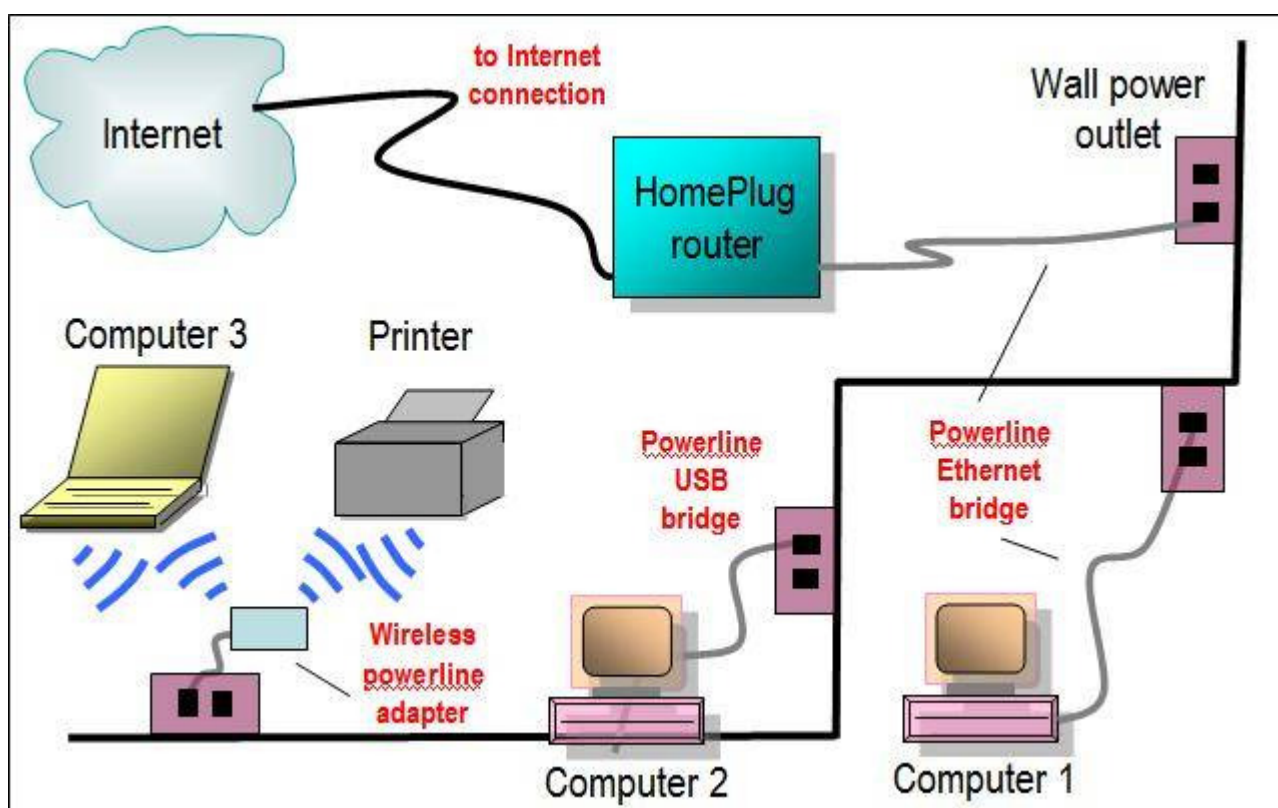 to Internet
connection
Internet
Wall power
outlet
HomePlug
router
Computer 3
Printer
Powerline
USB
bridge
Powerline
Ethernet
bridge
Wireless
powerline
adapter
Computer 2
Computer 1